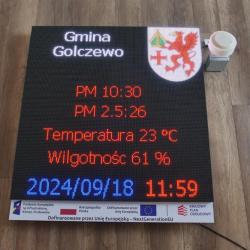 Gmina
Golczewo
PM 10:30
PM 2.5:26
Temperatura 23 °C
Wilgotnośc 61 %
2024/09/18 11:59
Dofinansowane przez Unię Europejską - NextGenerationEU